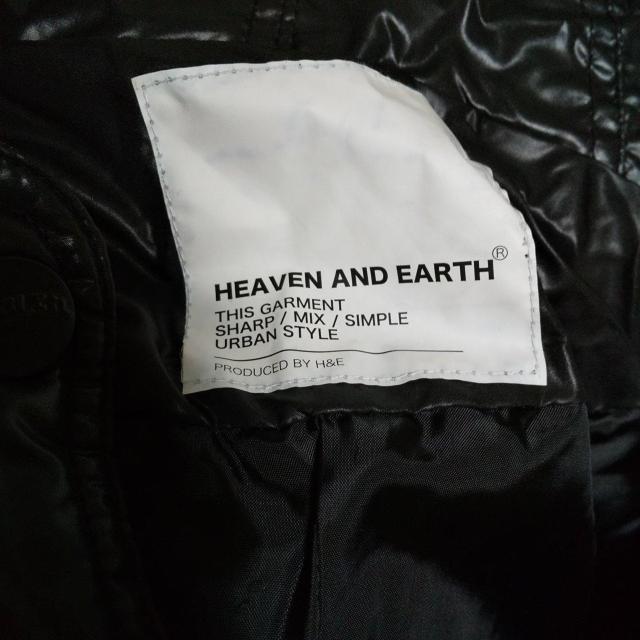 HEAVEN AND EARTH®
THIS GARMENT
SHARP / MIX / SIMPLE
URBAN STYLE
PRODUCED BY H&E